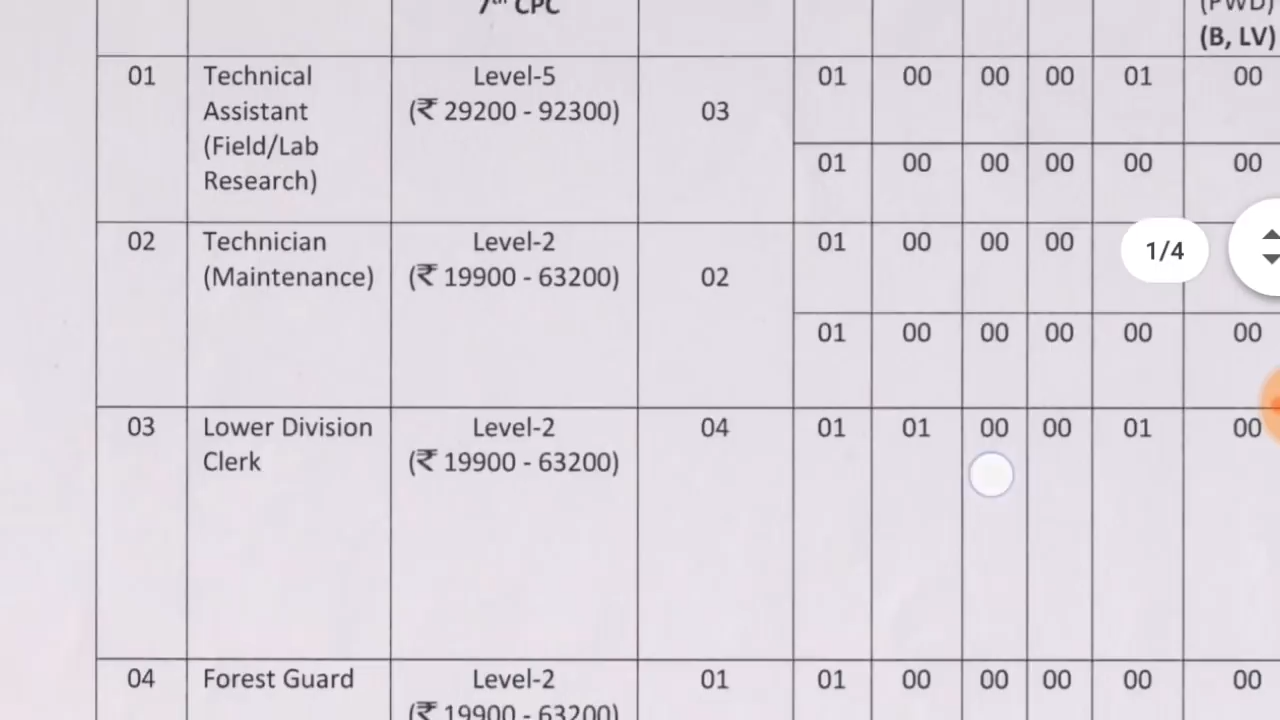 7th CPC
(PWD)
(B, LV)
01 Technical Level-5 01 00 00 00 01 00
Assistant (₹ 29200 - 92300) 03
(Field/Lab 01 00 00 00 00 00
Research)
02 Technician Level-2 01 00 00 00
(Maintenance) (₹ 19900 - 63200) 02
1/4
01 00 00 00 00 00
03 Lower Division Level-2 04 01 01 00 00 01 00
Clerk (₹ 19900 - 63200)
04 Forest Guard Level-2 01 01 00 00 00 00 00
(₹ 19900 - 63200)